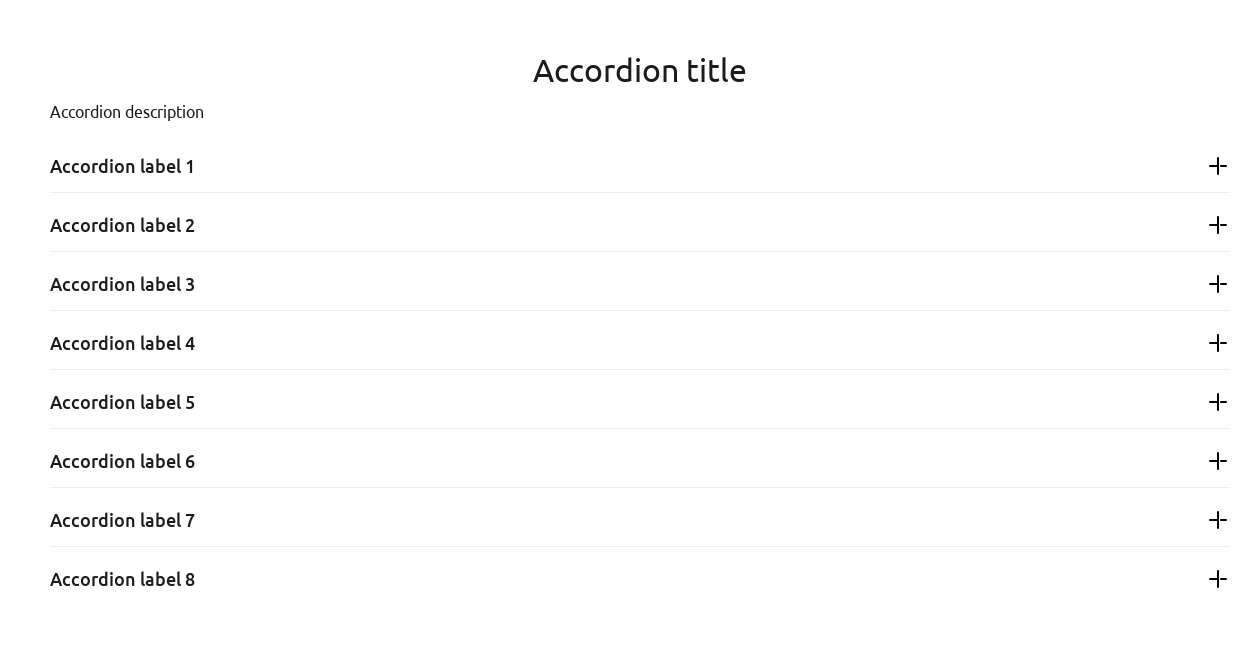 Accordion title
Accordion description
Accordion label 1
Accordion label 2
Accordion label 3
Accordion label 4
Accordion label 5
Accordion label 6
Accordion label 7
Accordion label 8